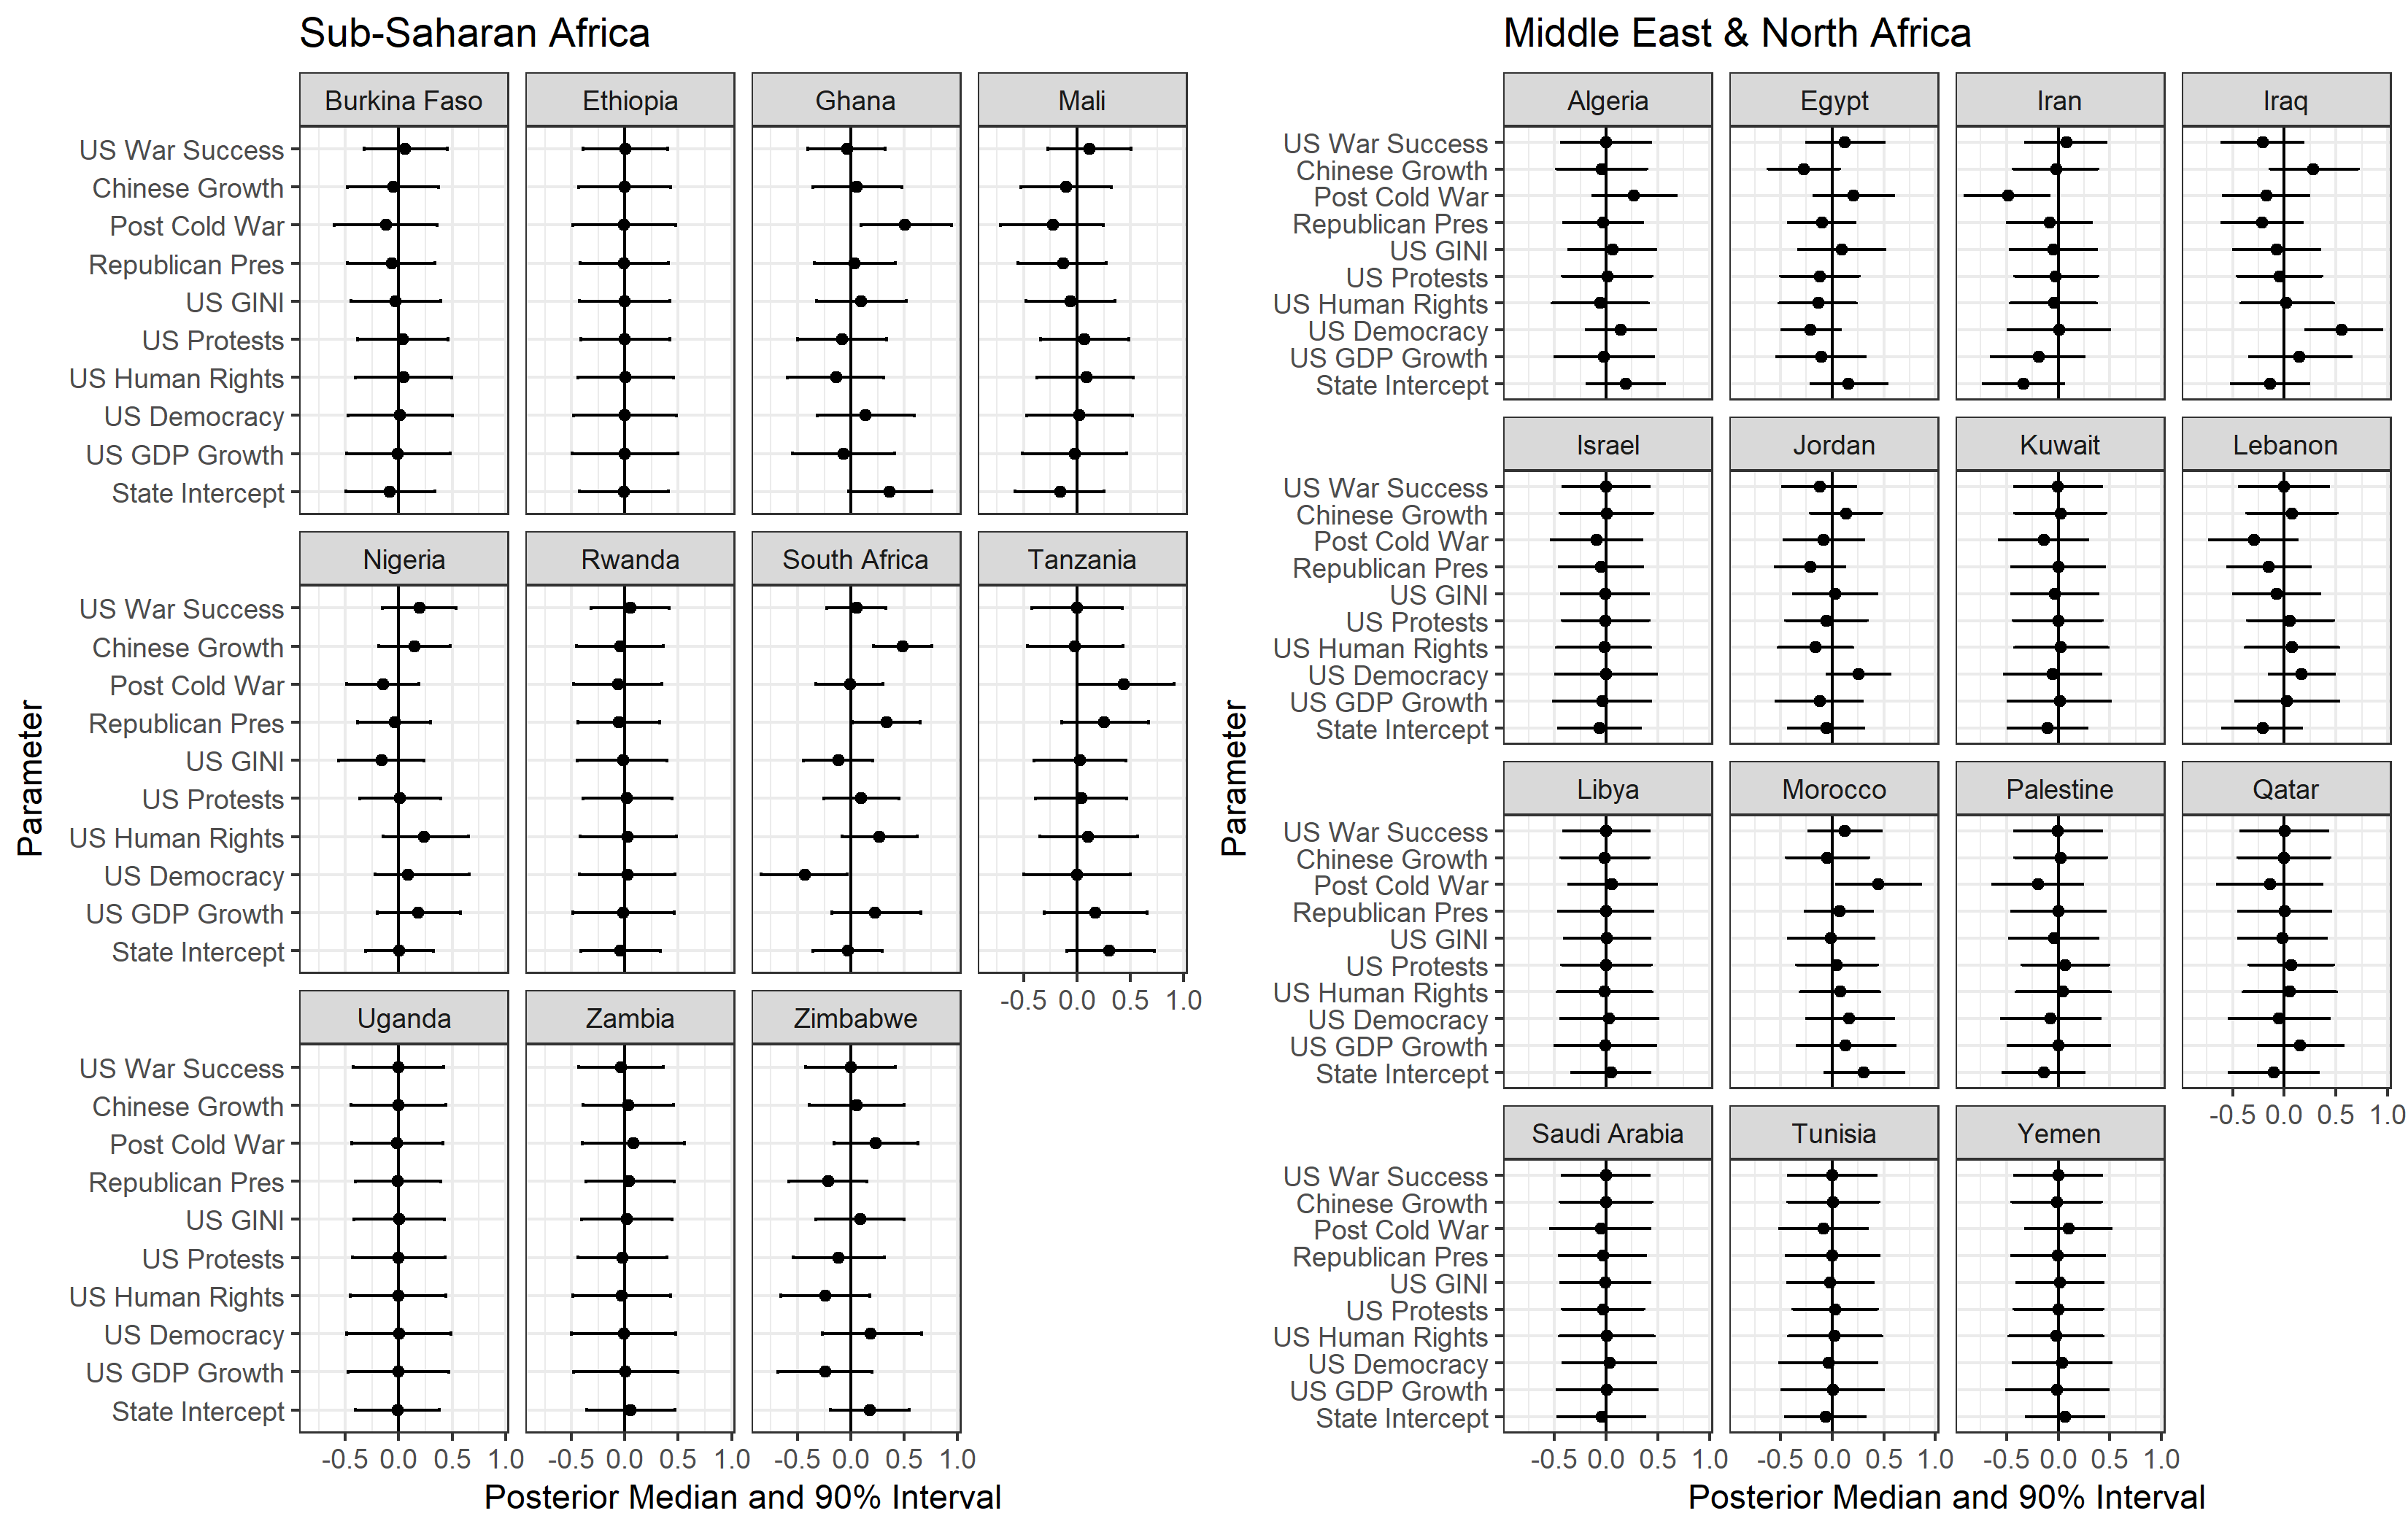 Sub-Saharan Africa
Burkina Faso Ethiopia Ghana Mali
US War Success
Chinese Growth
Post Cold War
Republican Pres
US GINI
US Protests
US Human Rights
US Democracy
US GDP Growth
State Intercept
Nigeria Rwanda South Africa Tanzania
US War Success
Chinese Growth
Post Cold War
Republican Pres
US GINI
US Protests
US Human Rights
US Democracy
US GDP Growth
State Intercept
-0.5 0.0 0.5 1.0
Uganda Zambia Zimbabwe
US War Success
Chinese Growth
Post Cold War
Republican Pres
US GINI
US Protests
US Human Rights
US Democracy
US GDP Growth
State Intercept
-0.5 0.0 0.5 1.0 -0.5 0.0 0.5 1.0 -0.5 0.0 0.5 1.0
Posterior Median and 90% Interval
Parameter
Middle East & North Africa
Algeria Egypt Iran Iraq
US War Success
Chinese Growth
Post Cold War
Republican Pres
US GINI
US Protests
US Human Rights
US Democracy
US GDP Growth
State Intercept
Israel Jordan Kuwait Lebanon
US War Success
Chinese Growth
Post Cold War
Republican Pres
US GINI
US Protests
US Human Rights
US Democracy
US GDP Growth
State Intercept
Libya Morocco Palestine Qatar
US War Success
Chinese Growth
Post Cold War
Republican Pres
US GINI
US Protests
US Human Rights
US Democracy
US GDP Growth
State Intercept
-0.5 0.0 0.5 1.0
Saudi Arabia Tunisia Yemen
US War Success
Chinese Growth
Post Cold War
Republican Pres
US GINI
US Protests
US Human Rights
US Democracy
US GDP Growth
State Intercept
-0.5 0.0 0.5 1.0 -0.5 0.0 0.5 1.0 -0.5 0.0 0.5 1.0
Posterior Median and 90% Interval
Parameter